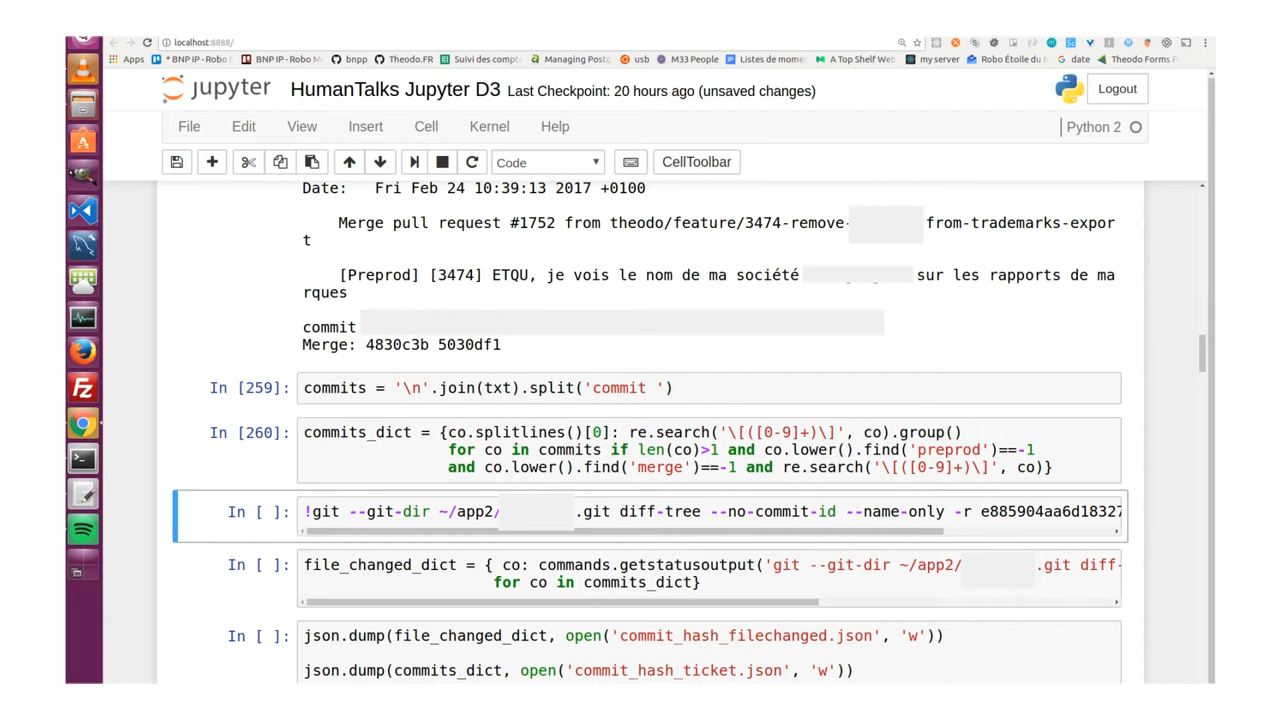 localhost:8888/
Apps * BNP IP - Robo M * BNP IP - Robo M bnpp Theodo.FR Suivi des compt Managing Postg usb M33 People Listes de mome A Top Shelf Web my server Robo Étoile du date Theodo Forms P
jupyter HumanTalks Jupyter D3 Last Checkpoint: 20 hours ago (unsaved changes) Logout
File Edit View Insert Cell Kernel Help Python 2
Code CellToolbar
Date: Fri Feb 24 10:39:13 2017 +0100
Merge pull request #1752 from theodo/feature/3474-remove- from-trademarks-expor
t
[Preprod] [3474] ETQU, je vois le nom de ma société sur les rapports de ma
rques
commit
Merge: 4830c3b 5030df1
In [259]: commits = '\n'.join(txt).split('commit ')
In [260]: commits_dict = {co.splitlines()[0]: re.search('\[([0-9]+)\]', co).group()
for co in commits if len(co)>1 and co.lower().find('preprod')==-1
and co.lower().find('merge')==-1 and re.search('\[([0-9]+)\]', co)}
In [ ]: !git --git-dir ~/app2/ .git diff-tree --no-commit-id --name-only -r e885904aa6d18327
In [ ]: file_changed_dict = { co: commands.getstatusoutput('git --git-dir ~/app2/ .git diff-
for co in commits_dict}
In [ ]: json.dump(file_changed_dict, open('commit_hash_filechanged.json', 'w'))
json.dump(commits_dict, open('commit_hash_ticket.json', 'w'))